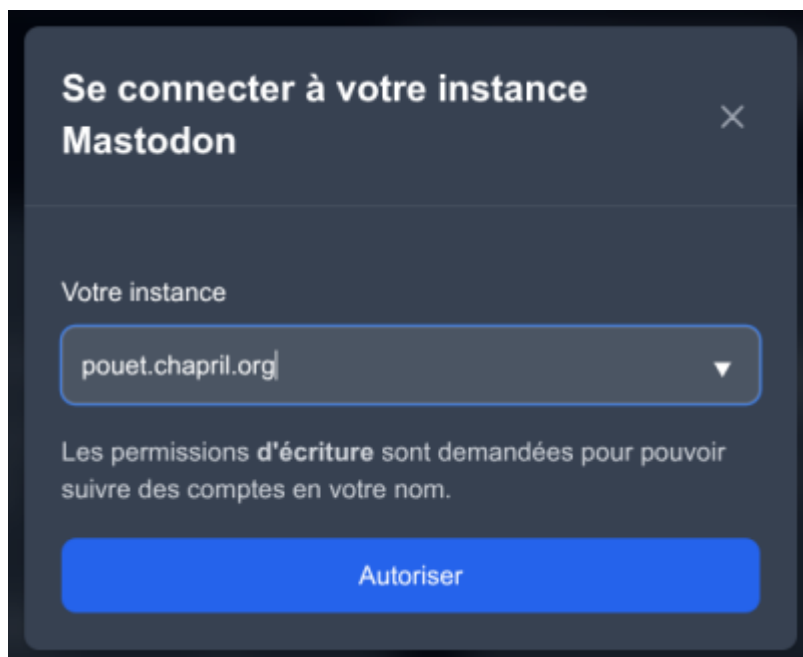 Se connecter à votre instance
Mastodon
Votre instance
pouet.chapril.org
Les permissions d'écriture sont demandées pour pouvoir
suivre des comptes en votre nom.
Autoriser